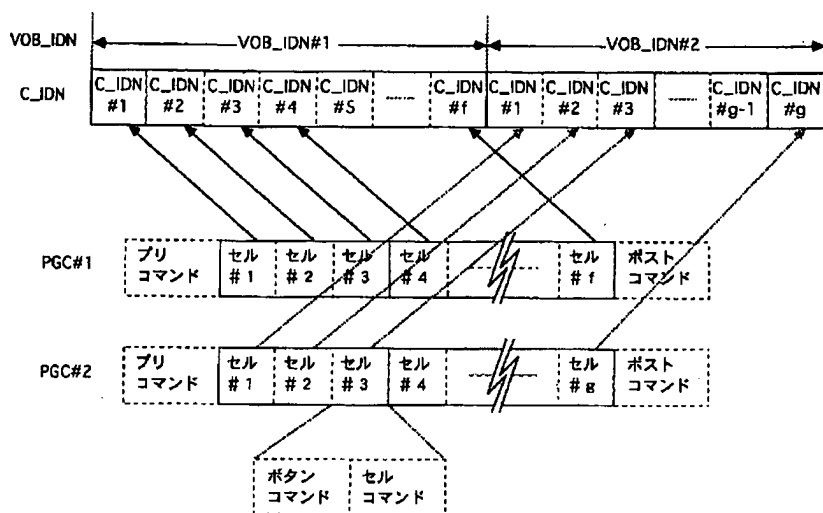 VOB_IDN VOB_IDN#1 VOB_IDN#2
C_IDN C_IDN C_IDN C_IDN C_IDN C_IDN C_IDN C_IDN C_IDN C_IDN C_IDN C_IDN
#1 #2 #3 #4 #5 #f #1 #2 #3 #g-1 #g
PGC#1 プリ セル セル セル セル セル ポスト
コマンド #1 #2 #3 #4 #f コマンド
PGC#2 プリ セル セル セル セル セル ポスト
コマンド #1 #2 #3 #4 #g コマンド
ボタン セル
コマンド コマンド